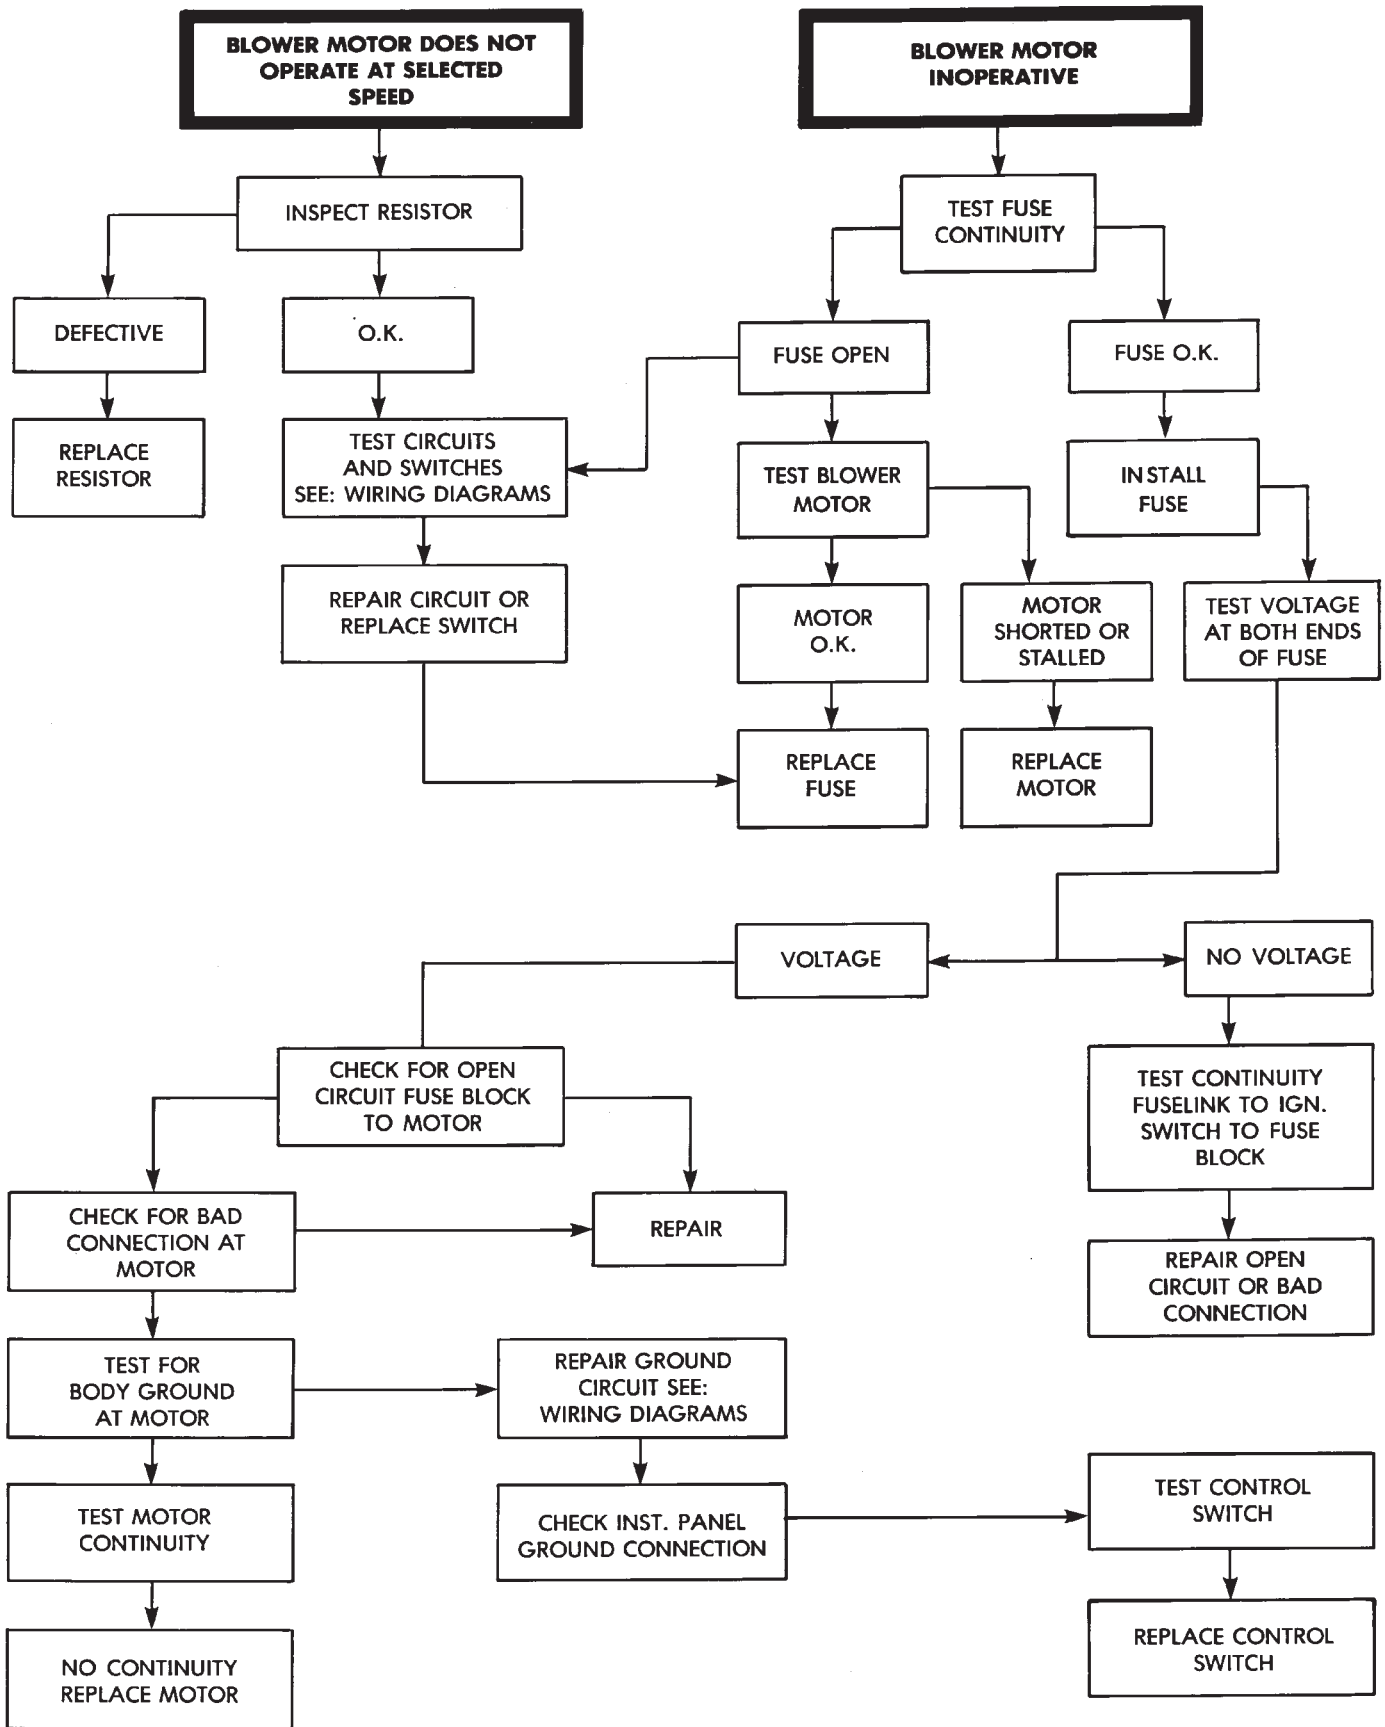 BLOWER MOTOR DOES NOT
OPERATE AT SELECTED
SPEED
BLOWER MOTOR
INOPERATIVE
INSPECT RESISTOR
TEST FUSE
CONTINUITY
DEFECTIVE
O.K.
FUSE OPEN
FUSE O.K.
REPLACE
RESISTOR
TEST CIRCUITS
AND SWITCHES
SEE: WIRING DIAGRAMS
TEST BLOWER
MOTOR
INSTALL
FUSE
REPAIR CIRCUIT OR
REPLACE SWITCH
MOTOR
O.K.
MOTOR
SHORTED OR
STALLED
TEST VOLTAGE
AT BOTH ENDS
OF FUSE
REPLACE
FUSE
REPLACE
MOTOR
VOLTAGE
NO VOLTAGE
CHECK FOR OPEN
CIRCUIT FUSE BLOCK
TO MOTOR
TEST CONTINUITY
FUSELINK TO IGN.
SWITCH TO FUSE
BLOCK
CHECK FOR BAD
CONNECTION AT
MOTOR
REPAIR
REPAIR OPEN
CIRCUIT OR BAD
CONNECTION
TEST FOR
BODY GROUND
AT MOTOR
REPAIR GROUND
CIRCUIT SEE:
WIRING DIAGRAMS
TEST MOTOR
CONTINUITY
CHECK INST. PANEL
GROUND CONNECTION
TEST CONTROL
SWITCH
NO CONTINUITY
REPLACE MOTOR
REPLACE CONTROL
SWITCH